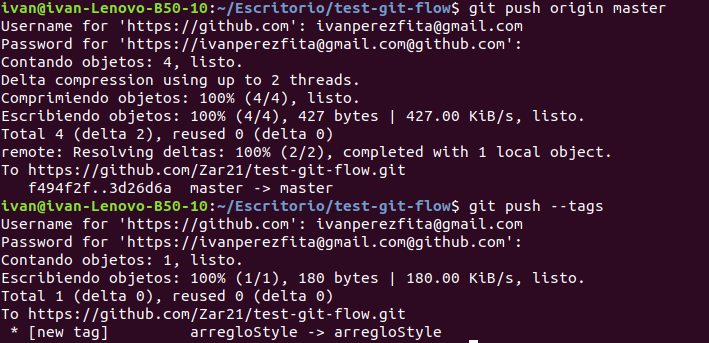 ivan@ivan-Lenovo-B50-10:~/Escritorio/test-git-flow$ git push origin master
Username for 'https://github.com': ivanperezfita@gmail.com
Password for 'https://ivanperezfita@gmail.com@github.com':
Contando objetos: 4, listo.
Delta compression using up to 2 threads.
Comprimiendo objetos: 100% (4/4), listo.
Escribiendo objetos: 100% (4/4), 427 bytes | 427.00 KiB/s, listo.
Total 4 (delta 2), reused 0 (delta 0)
remote: Resolving deltas: 100% (2/2), completed with 1 local object.
To https://github.com/Zar21/test-git-flow.git
   f494f2f..3d26d6a  master -> master
ivan@ivan-Lenovo-B50-10:~/Escritorio/test-git-flow$ git push --tags
Username for 'https://github.com': ivanperezfita@gmail.com
Password for 'https://ivanperezfita@gmail.com@github.com':
Contando objetos: 1, listo.
Escribiendo objetos: 100% (1/1), 180 bytes | 180.00 KiB/s, listo.
Total 1 (delta 0), reused 0 (delta 0)
To https://github.com/Zar21/test-git-flow.git
 * [new tag]         arregloStyle -> arregloStyle